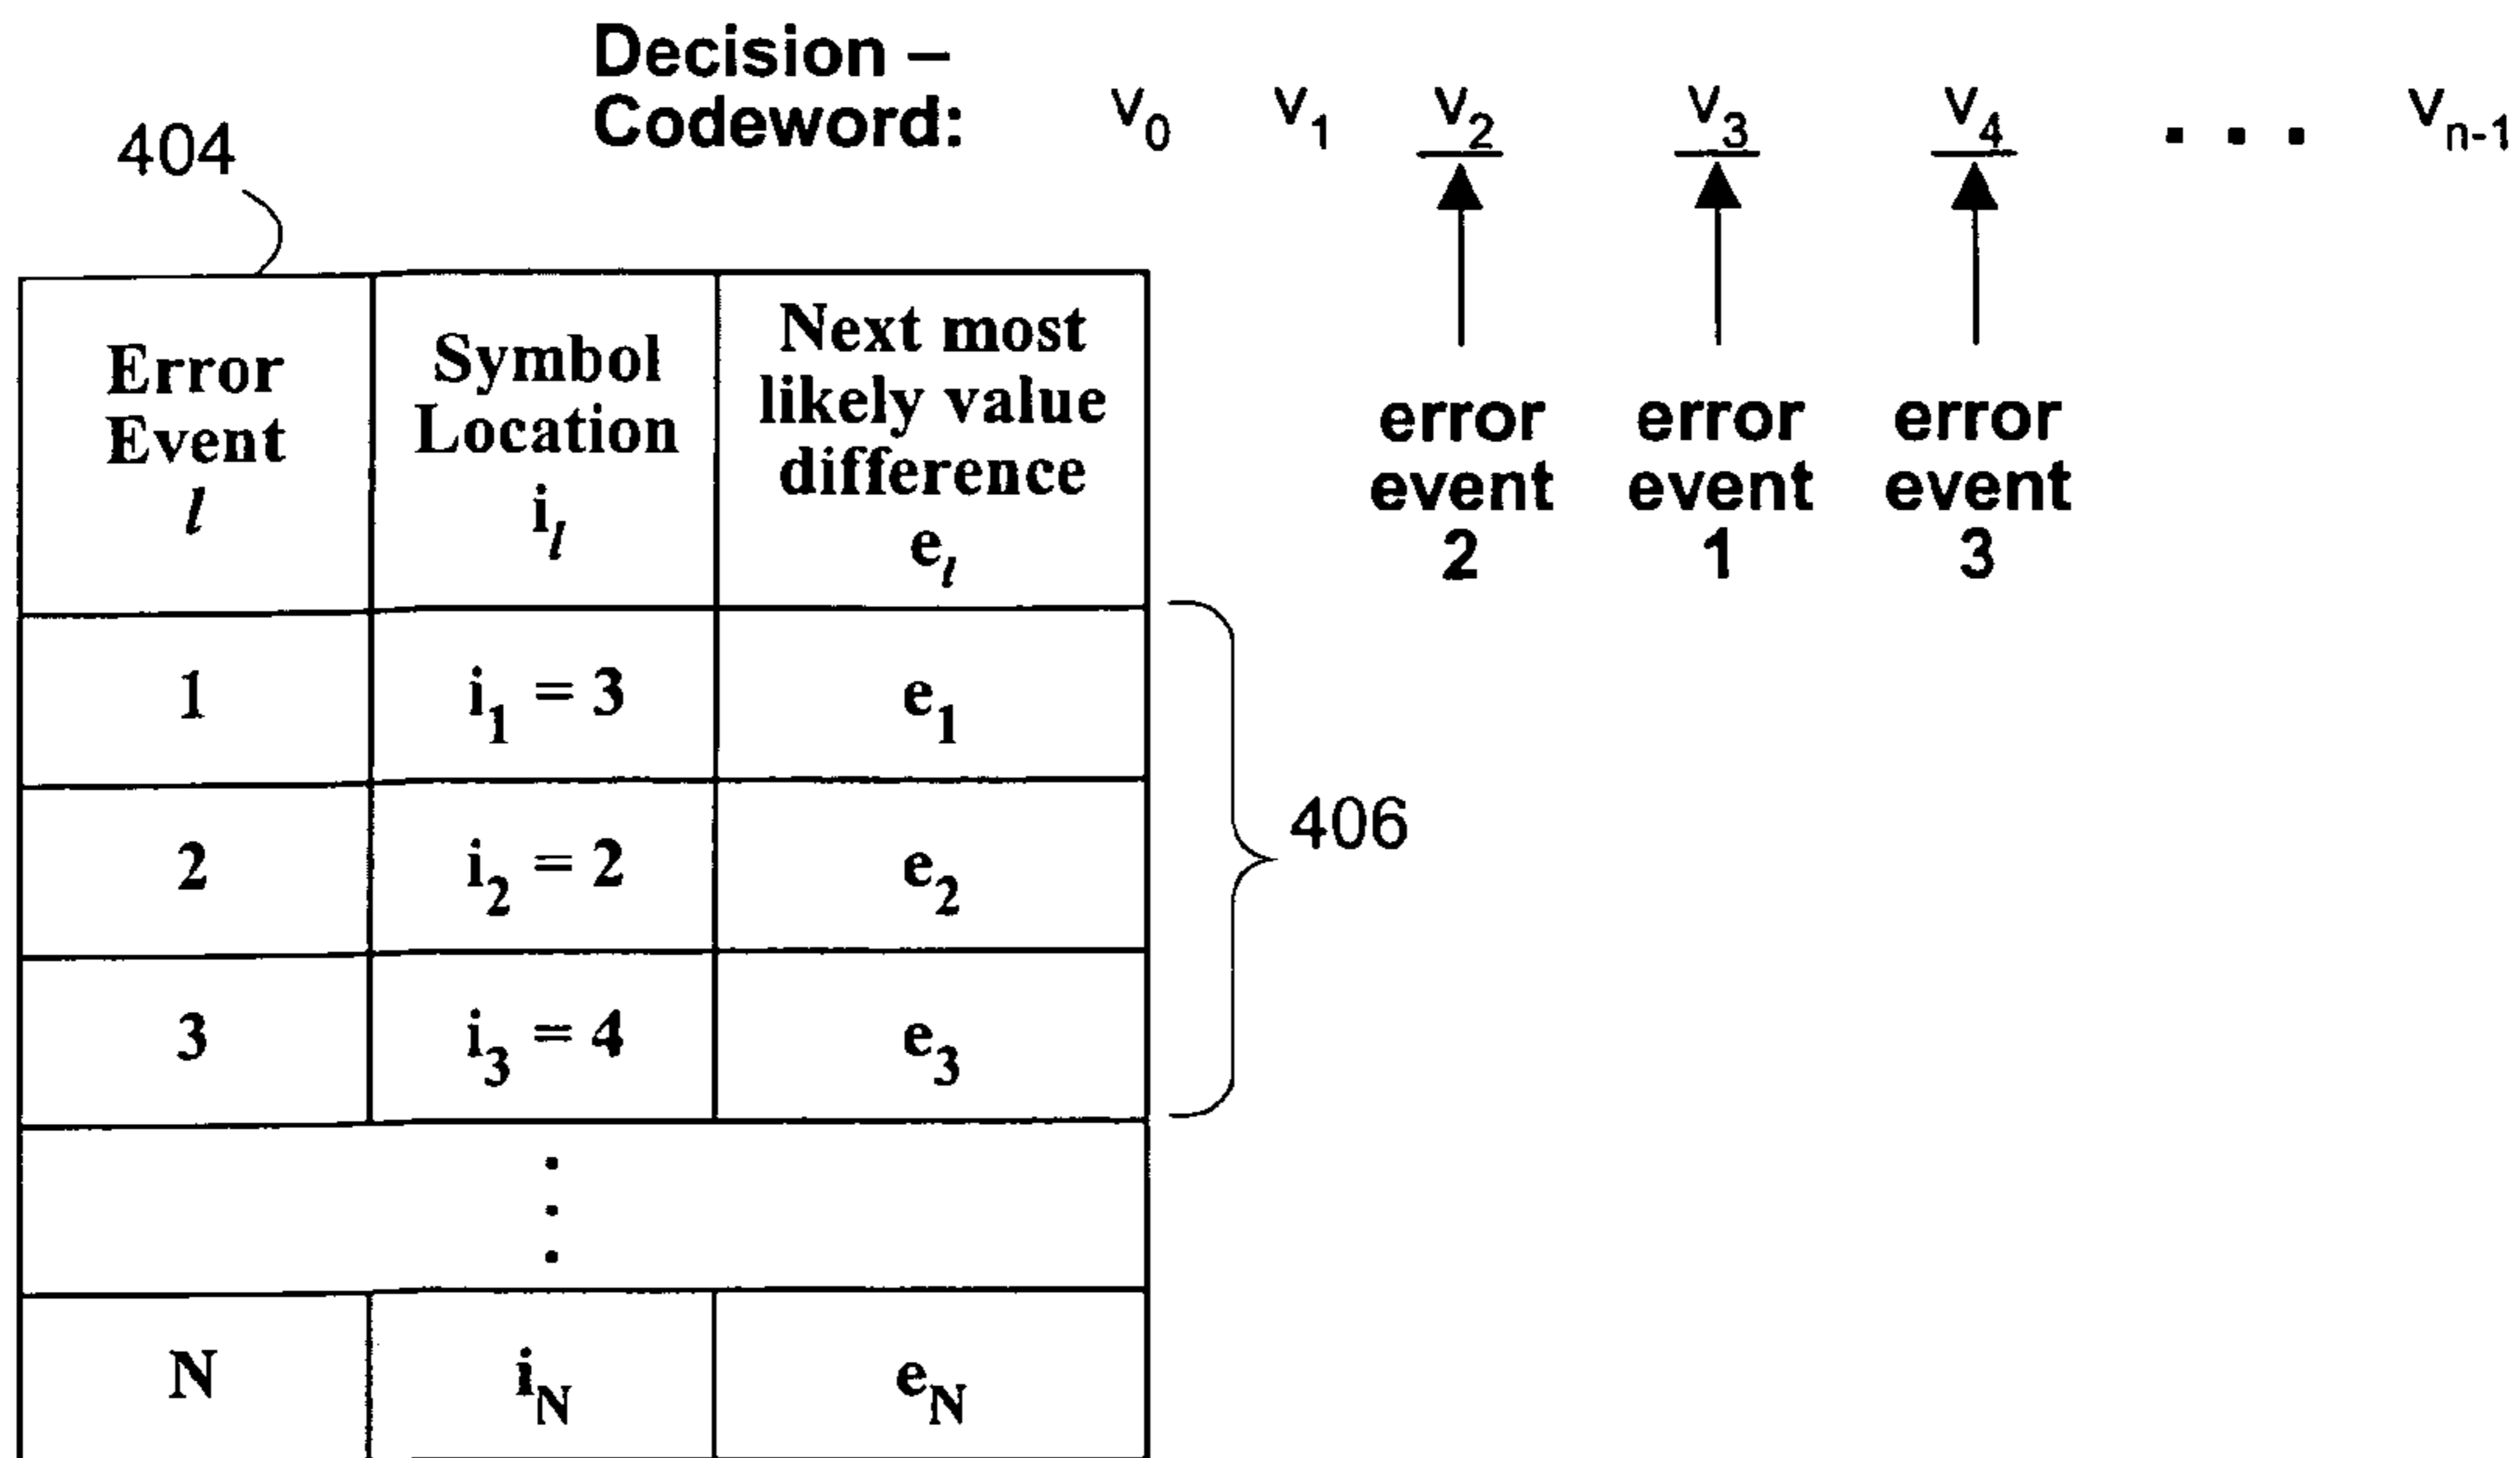 Decision –
Codeword:
v0 v1 v2 v3 v4 . . . vn-1
404
error event 2
error event 1
error event 3
Error Event l
Symbol Location il
Next most likely value difference el
1 i1 = 3 e1
2 i2 = 2 e2
3 i3 = 4 e3
406
.
.
.
N iN eN